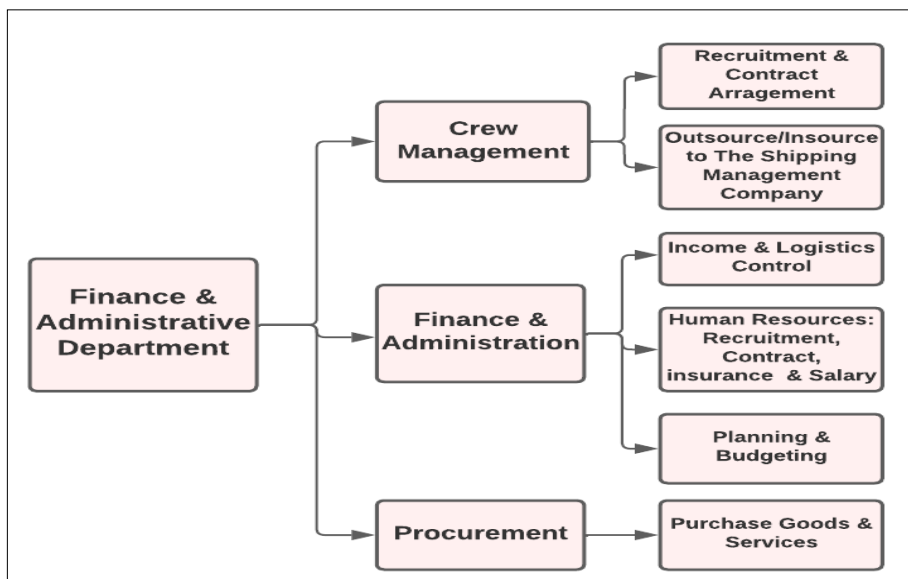 Finance &
Administrative
Department
Crew
Management
Recruitment &
Contract
Arragement
Outsource/Insource
to The Shipping
Management
Company
Finance &
Administration
Income & Logistics
Control
Human Resources:
Recruitment,
Contract,
insurance & Salary
Planning &
Budgeting
Procurement
Purchase Goods &
Services